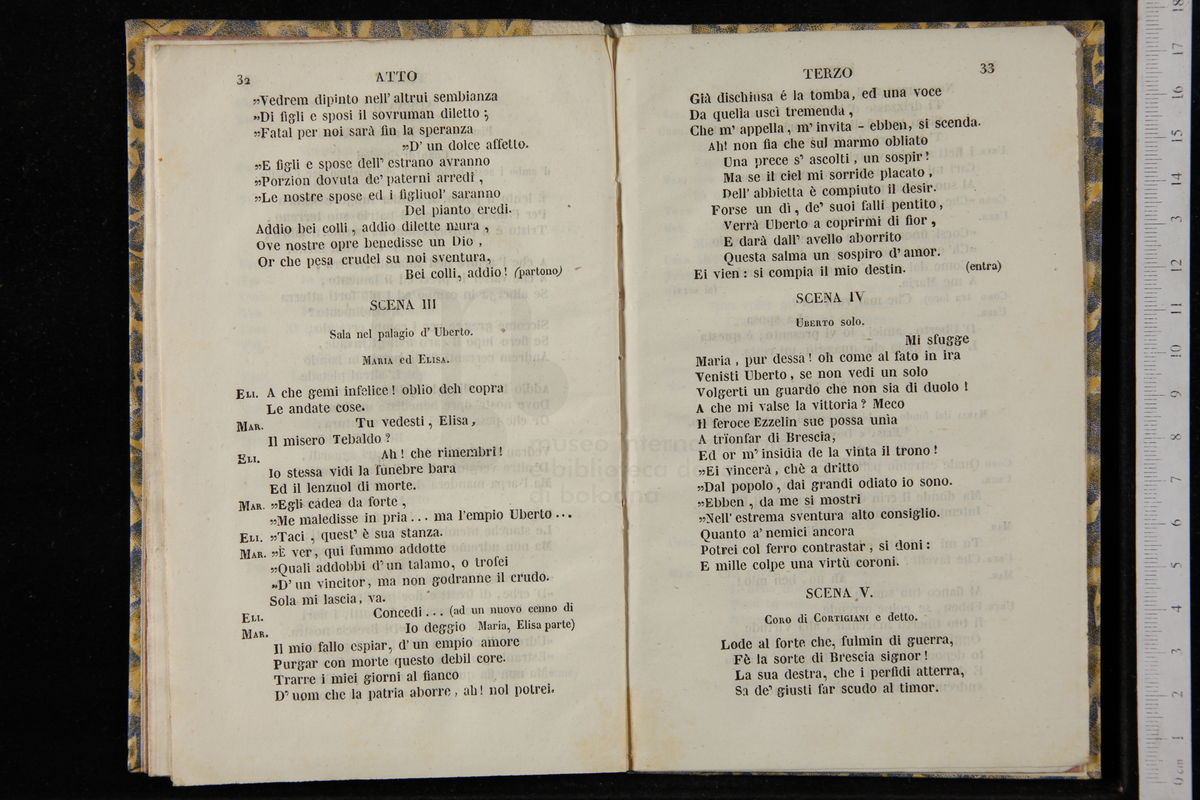 32 ATTO
»Vedrem dipinto nell' altrui sembianza
»Di figli e sposi il sovruman diletto ;
»Fatal per noi sarà fin la speranza
»D' un dolce affetto.
»E figli e spose dell' estrano avranno
»Porzion dovuta de' paterni arredi ,
»Le nostre spose ed i figliuol' saranno
Del pianto eredi.
Addio bei colli , addio dilette mura ,
Ove nostre opre benedisse un Dio ,
Or che pesa crudel su noi sventura,
Bei colli, addio! (partono)
SCENA III
Sala nel palagio d' Uberto.
MARIA ed ELISA.
ELI. A che gemi infelice! oblio deh copra
Le andate cose.
MAR. Tu vedesti , Elisa,
Il misero Tebaldo ?
ELI. Ah! che rimembri!
Io stessa vidi la funebre bara
Ed il lenzuol di morte.
MAR. »Egli cadea da forte ,
»Me maledisse in pria ... ma l'empio Uberto ...
ELI. »Taci , quest' è sua stanza.
MAR. »È ver, qui fummo addotte
»Quali addobbi d'un talamo, o trofei
»D'un vincitor, ma non godranne il crudo.
Sola mi lascia, va.
ELI. Concedi ... (ad un nuovo cenno di
MAR. Io deggio Maria, Elisa parte)
Il mio fallo espiar, d'un empio amore
Purgar con morte questo debil core.
Trarre i miei giorni al fianco
D' uom che la patria aborre , ah! nol potrei.
TERZO 33
Già dischiusa é la tomba, ed una voce
Da quella uscì tremenda ,
Che m' appella , m' invita - ebben, si scenda.
Ah! non fia che sul marmo obliato
Una prece s' ascolti , un sospir!
Ma se il ciel mi sorride placato ,
Dell' abbietta è compiuto il desir.
Forse un dì , de' suoi falli pentito,
Verrà Uberto a coprirmi di fior ,
E darà dall' avello aborrito
Questa salma un sospiro d'amor.
Ei vien : si compia il mio destin. (entra)
SCENA IV
UBERTO solo.
Mi sfugge
Maria , pur dessa! oh come al fato in ira
Venisti Uberto , se non vedi un solo
Volgerti un guardo che non sia di duolo !
A che mi valse la vittoria? Meco
Il feroce Ezzelin sue possa unìa
A trïonfar di Brescia,
Ed or m' insidia de la vinta il trono !
»Ei vincerà , chè a dritto
»Dal popolo , dai grandi odiato io sono.
»Ebben , da me si mostri
»Nell' estrema sventura alto consiglio.
Quanto a' nemici ancora
Potrei col ferro contrastar , si doni :
E mille colpe una virtù coroni.
SCENA V.
CORO di CORTIGIANI e detto.
Lode al forte che, fulmin di guerra,
Fè la sorte di Brescia signor!
La sua destra, che i perfidi atterra,
Sa de' giusti far scudo al timor.
museo interna
biblioteca de
di bologna